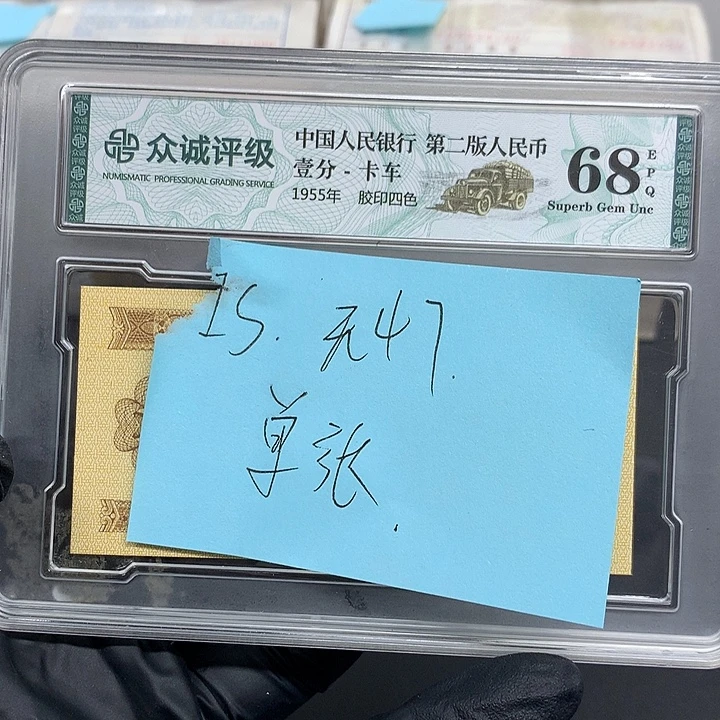 众诚评级
NUMISMATIC PROFESSIONAL GRADING SERVICE
中国人民银行 第二版人民币
壹分 - 卡车
1955年 胶印四色
68
EPQ
Superb Gem Unc
IS. 无47.
单张.